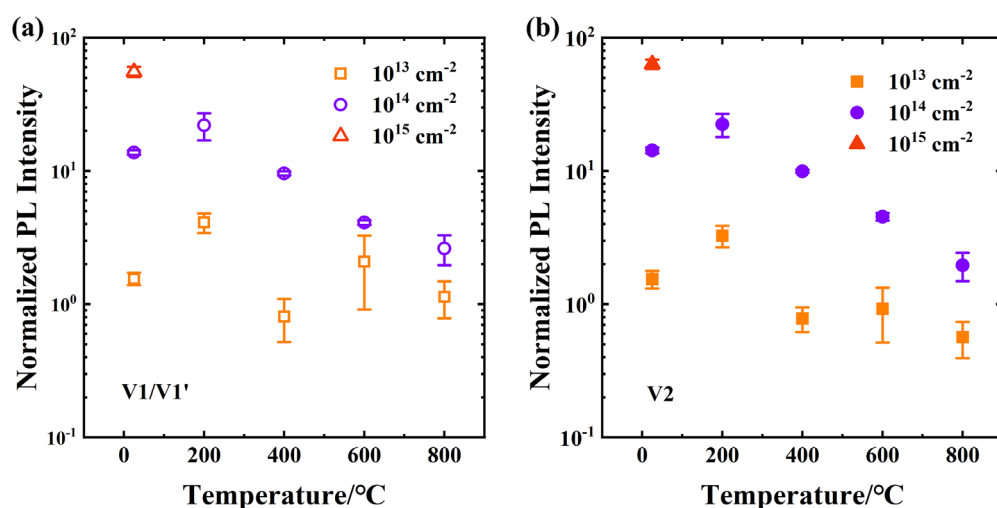 (a)
10² 10¹ 10⁰ 10⁻¹
Normalized PL Intensity
10¹³ cm⁻²
10¹⁴ cm⁻²
10¹⁵ cm⁻²
V1/V1'
0 200 400 600 800
Temperature/°C
(b)
10² 10¹ 10⁰ 10⁻¹
Normalized PL Intensity
10¹³ cm⁻²
10¹⁴ cm⁻²
10¹⁵ cm⁻²
V2
0 200 400 600 800
Temperature/°C